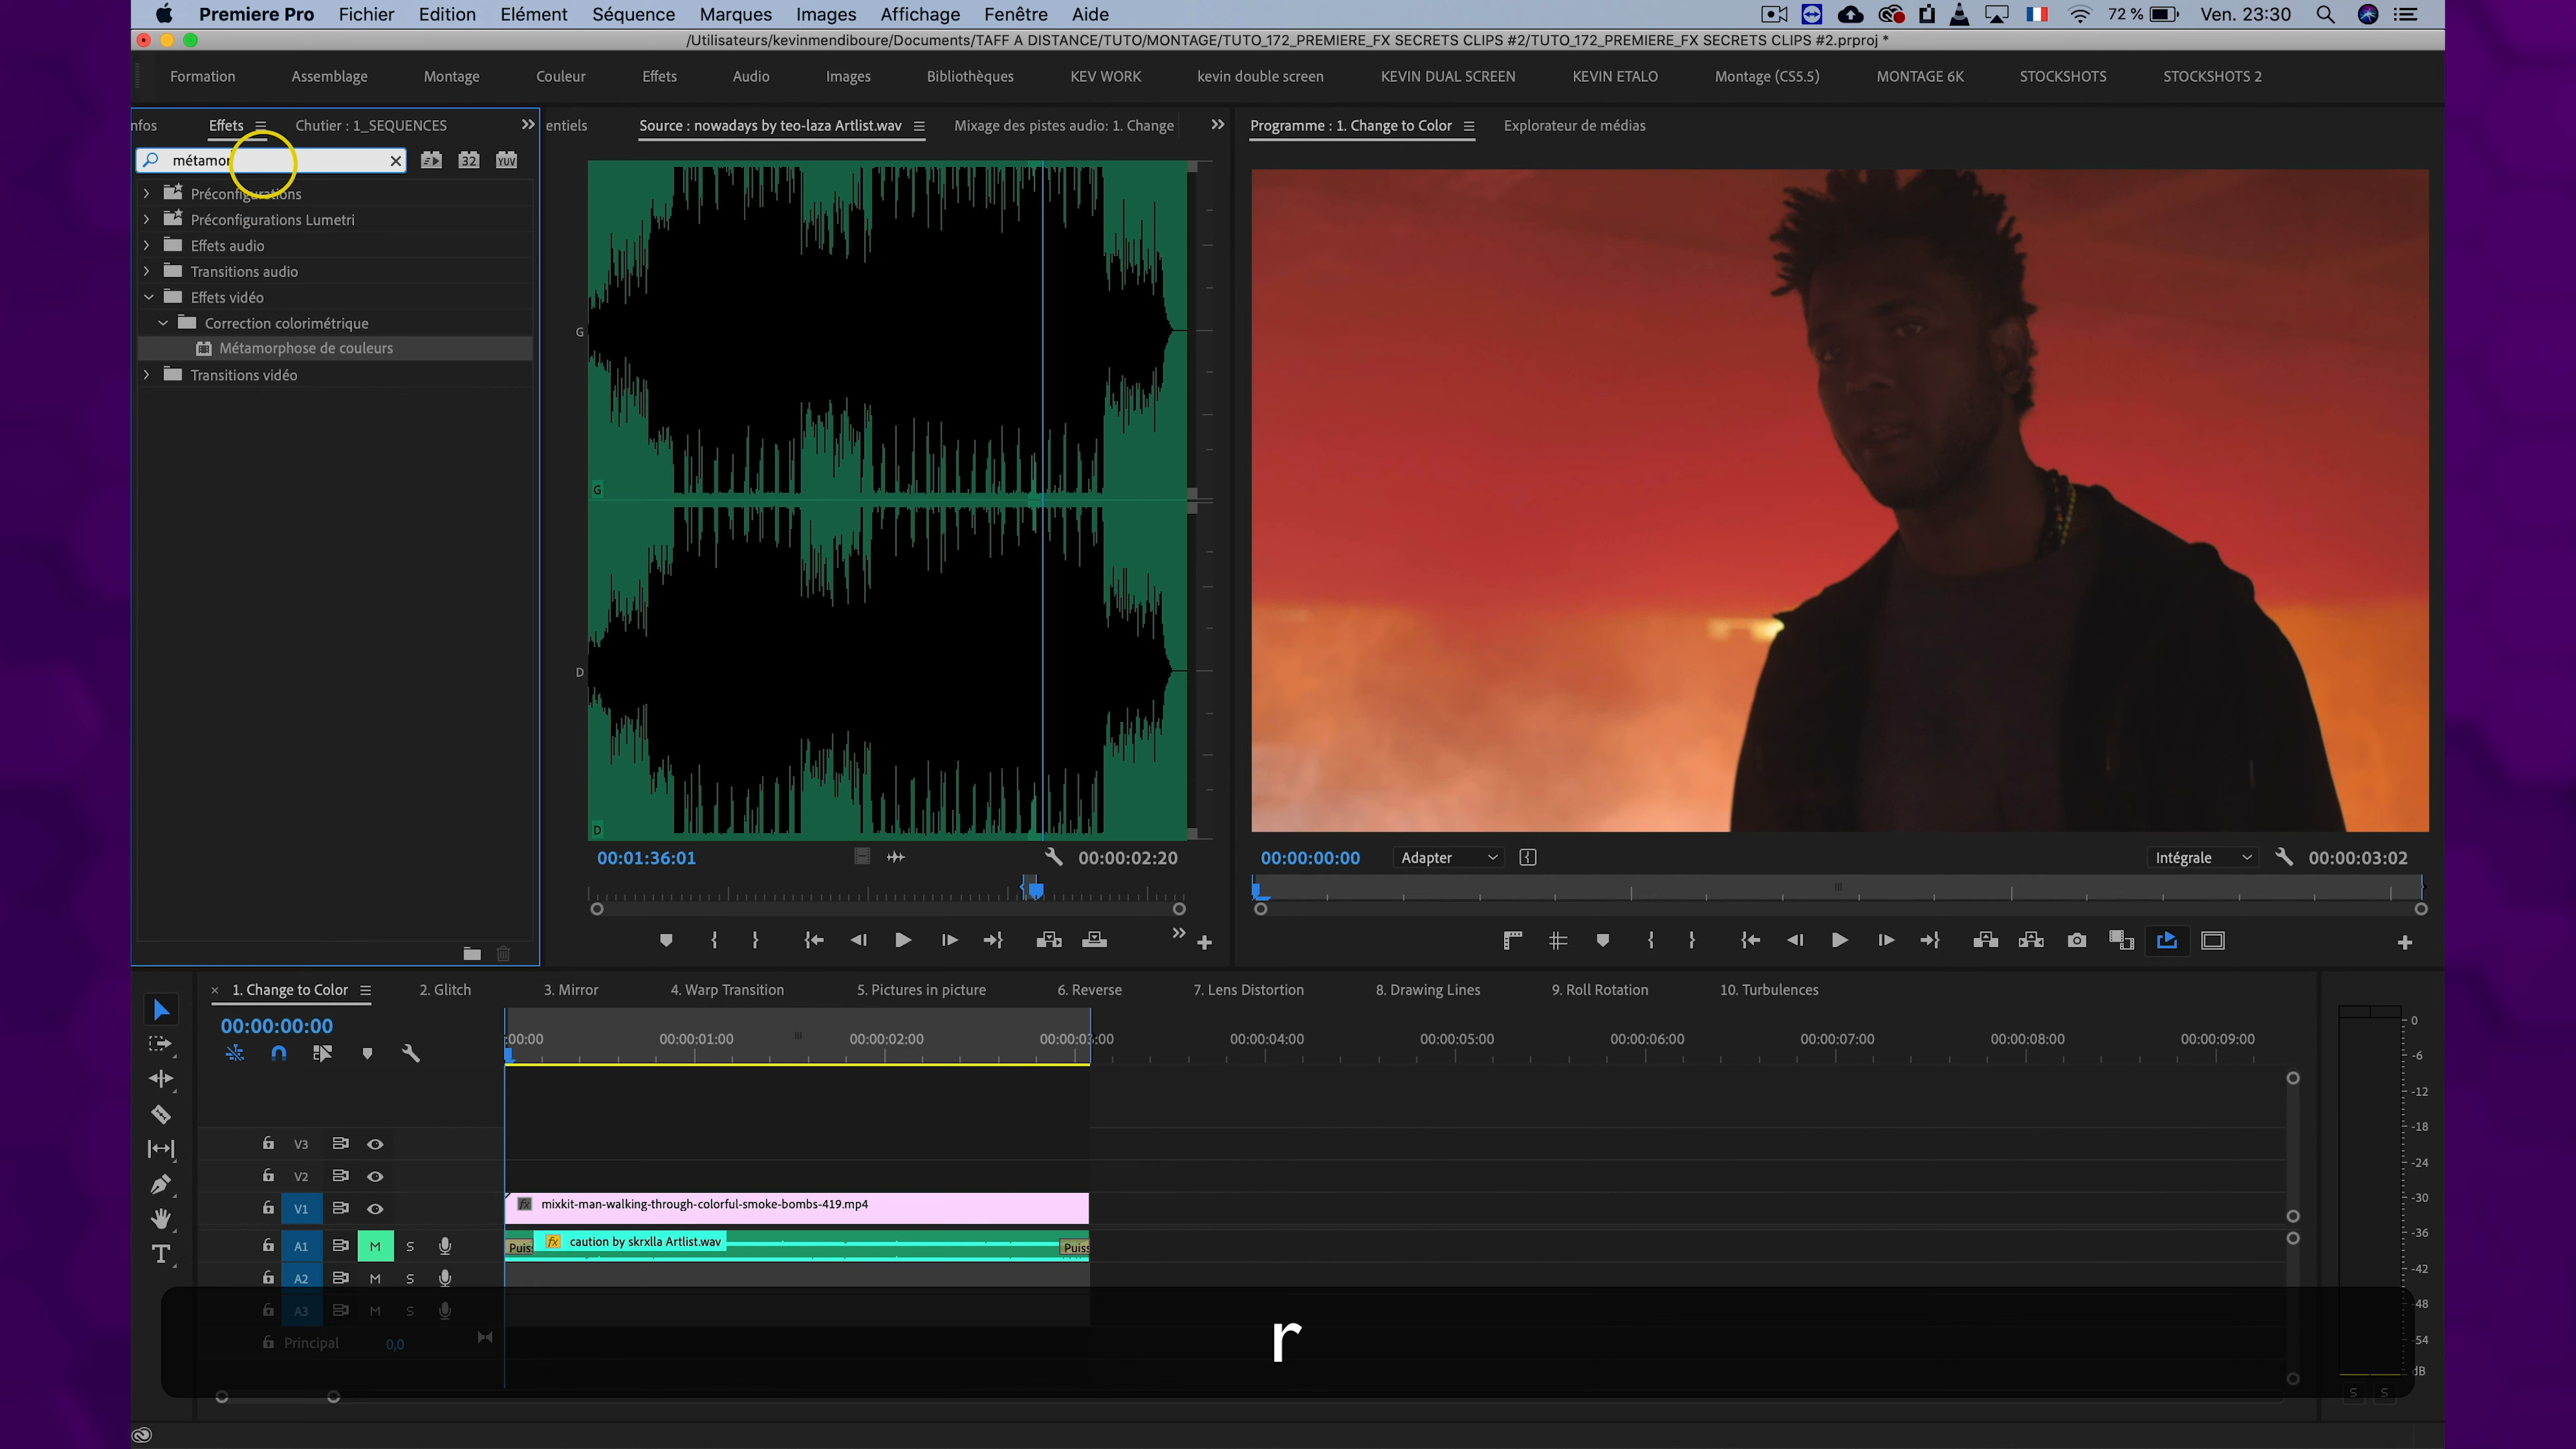 Premiere Pro Fichier Edition Elément Séquence Marques Images Affichage Fenêtre Aide 72 % Ven. 23:30
/Utilisateurs/kevinmendiboure/Documents/TAFF A DISTANCE/TUTO/MONTAGE/TUTO_172_PREMIERE_FX SECRETS CLIPS #2/TUTO_172_PREMIERE_FX SECRETS CLIPS #2.prproj *
Formation Assemblage Montage Couleur Effets Audio Images Bibliothèques KEV WORK kevin double screen KEVIN DUAL SCREEN KEVIN ETALO Montage (CS5.5) MONTAGE 6K STOCKSHOTS STOCKSHOTS 2
nfos Effets Chutier : 1_SEQUENCES entiels Source : nowadays by teo-laza Artlist.wav Mixage des pistes audio: 1. Change Programme : 1. Change to Color Explorateur de médias
métamor 32 YUV
Préconfigurations
Préconfigurations Lumetri
Effets audio
Transitions audio
Effets vidéo
Correction colorimétrique
Métamorphose de couleurs
Transitions vidéo
G
G
D
D
00:01:36:01 00:00:02:20 00:00:00:00 Adapter Intégrale 00:00:03:02
× 1. Change to Color 2. Glitch 3. Mirror 4. Warp Transition 5. Pictures in picture 6. Reverse 7. Lens Distortion 8. Drawing Lines 9. Roll Rotation 10. Turbulences
00:00:00:00
:00:00 00:00:01:00 00:00:02:00 00:00:03:00 00:00:04:00 00:00:05:00 00:00:06:00 00:00:07:00 00:00:08:00 00:00:09:00
V3
V2
V1 fx mixkit-man-walking-through-colorful-smoke-bombs-419.mp4
A1 M S Puis fx caution by skrxlla Artlist.wav Puiss
A2 M S
A3 M S
Principal 0,0
r
0
-6
-12
-18
-24
-30
-36
-42
-48
-54
dB
S S